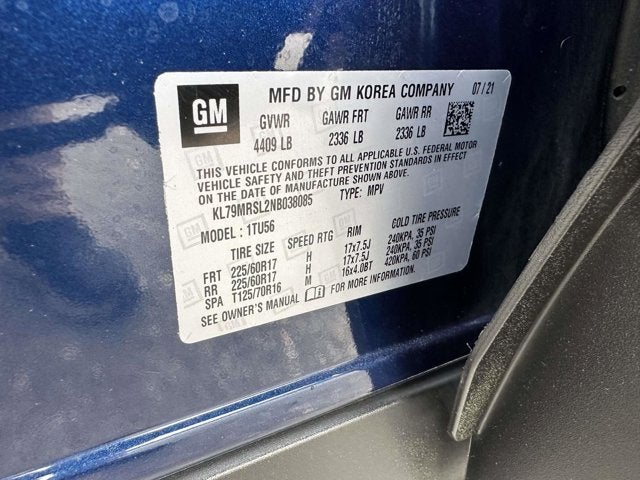 GM
MFD BY GM KOREA COMPANY 07/21
GVWR GAWR FRT GAWR RR
4409 LB 2336 LB 2336 LB
THIS VEHICLE CONFORMS TO ALL APPLICABLE U.S. FEDERAL MOTOR
VEHICLE SAFETY AND THEFT PREVENTION STANDARDS IN EFFECT
ON THE DATE OF MANUFACTURE SHOWN ABOVE.
KL79MRSL2NB038085 TYPE: MPV
MODEL: 1TU56
TIRE SIZE SPEED RTG RIM COLD TIRE PRESSURE
FRT 225/60R17 H 17x7.5J 240KPA, 35 PSI
RR 225/60R17 H 17x7.5J 240KPA, 35 PSI
SPA T125/70R16 M 16x4.0BT 420KPA, 60 PSI
SEE OWNER'S MANUAL FOR MORE INFORMATION.